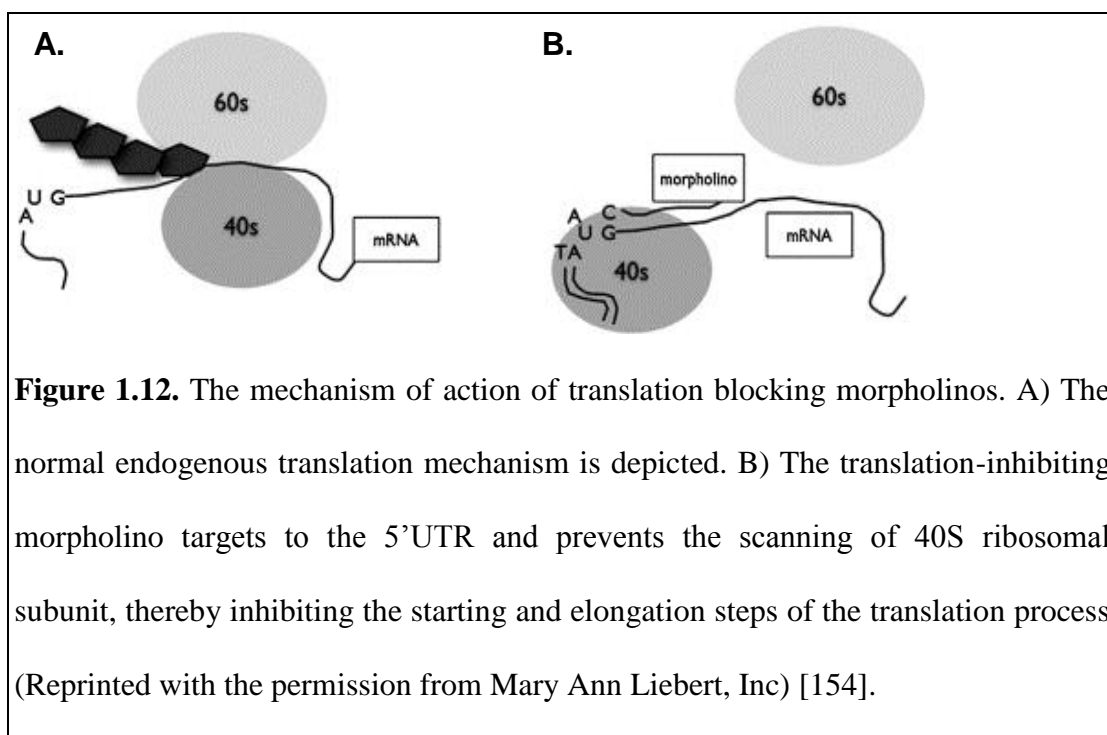 A.
60s
U G
A
40s
mRNA
B.
60s
morpholino
A C
U G
TA
40s
mRNA
Figure 1.12. The mechanism of action of translation blocking morpholinos. A) The
normal endogenous translation mechanism is depicted. B) The translation-inhibiting
morpholino targets to the 5’UTR and prevents the scanning of 40S ribosomal
subunit, thereby inhibiting the starting and elongation steps of the translation process
(Reprinted with the permission from Mary Ann Liebert, Inc) [154].